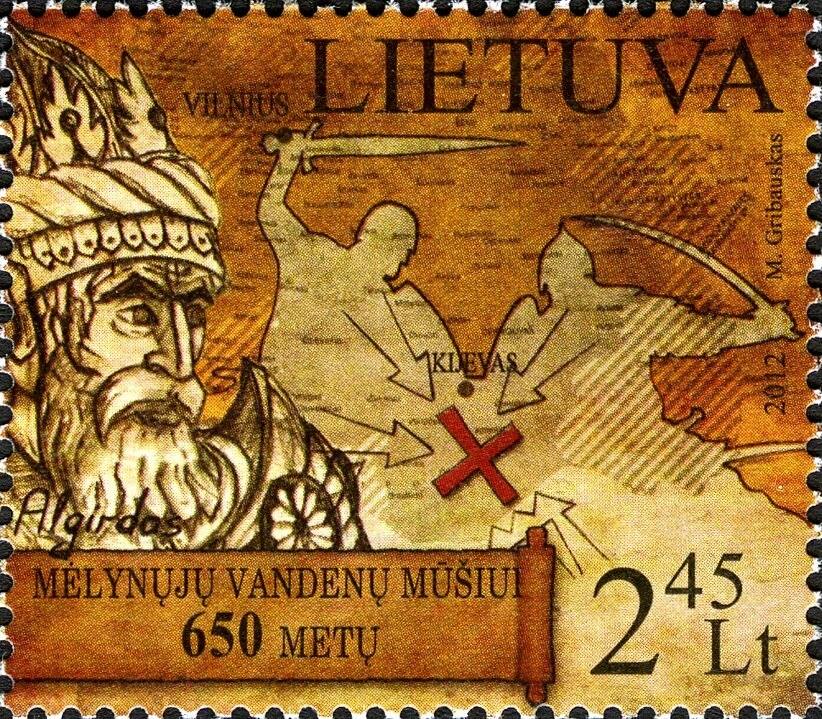 LIETUVA
VILNIUS
KIJEVAS
Algirdas
MĖLYNŲJŲ VANDENŲ MŪŠIUI
650 METŲ
2 45 Lt
2012 M. Gribauskas